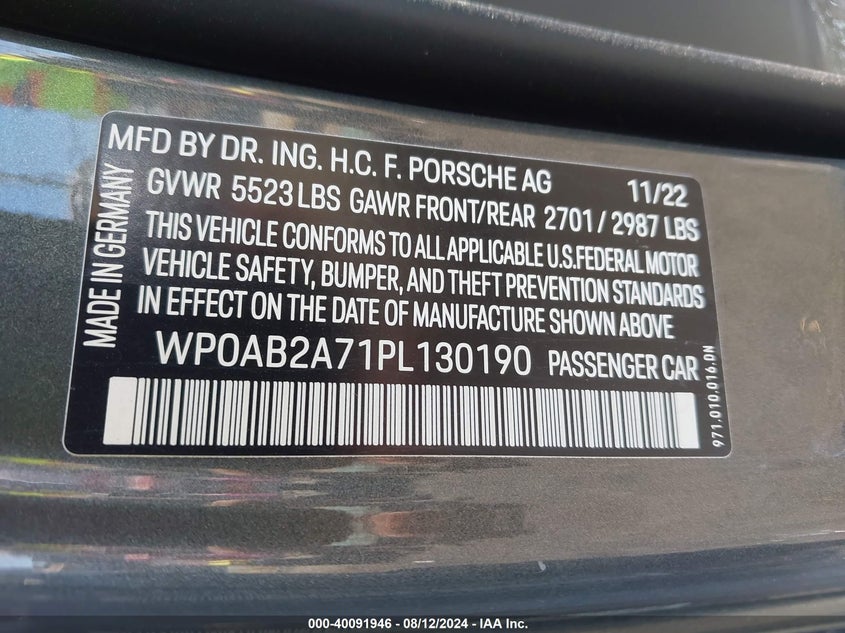 MFD BY DR. ING. H.C. F. PORSCHE AG 11/22
GVWR 5523 LBS GAWR FRONT/REAR 2701 / 2987 LBS
THIS VEHICLE CONFORMS TO ALL APPLICABLE U.S. FEDERAL MOTOR
VEHICLE SAFETY, BUMPER, AND THEFT PREVENTION STANDARDS
IN EFFECT ON THE DATE OF MANUFACTURE SHOWN ABOVE
WP0AB2A71PL130190 PASSENGER CAR
MADE IN GERMANY
971.010.016.DN
000-40091946 - 08/12/2024 - IAA Inc.